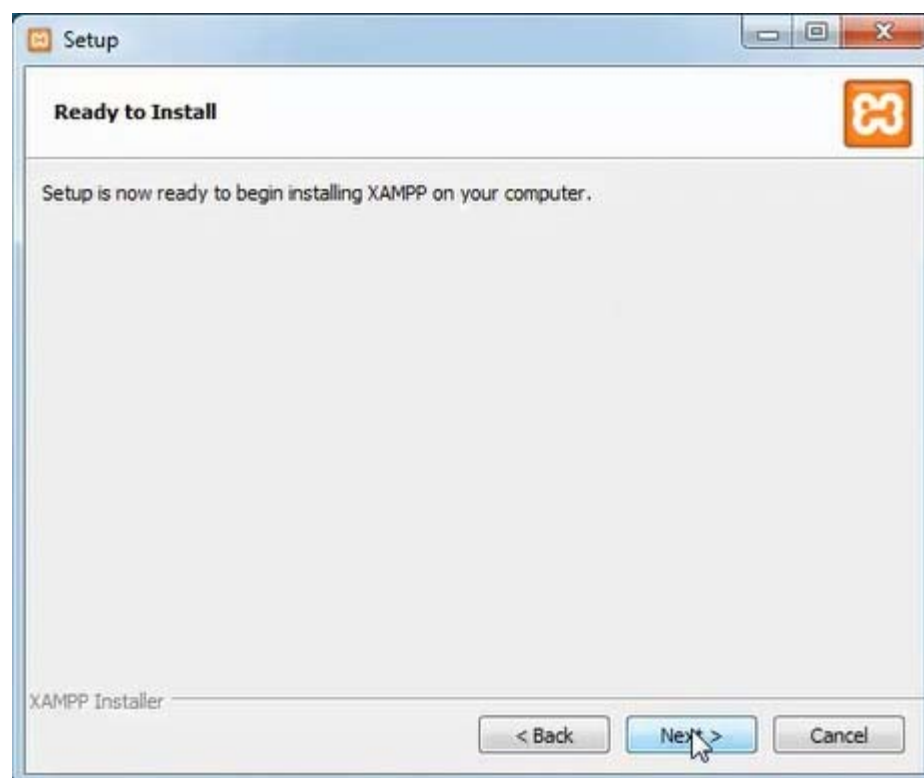 Setup
Ready to Install
Setup is now ready to begin installing XAMPP on your computer.
XAMPP Installer
< Back
Next >
Cancel